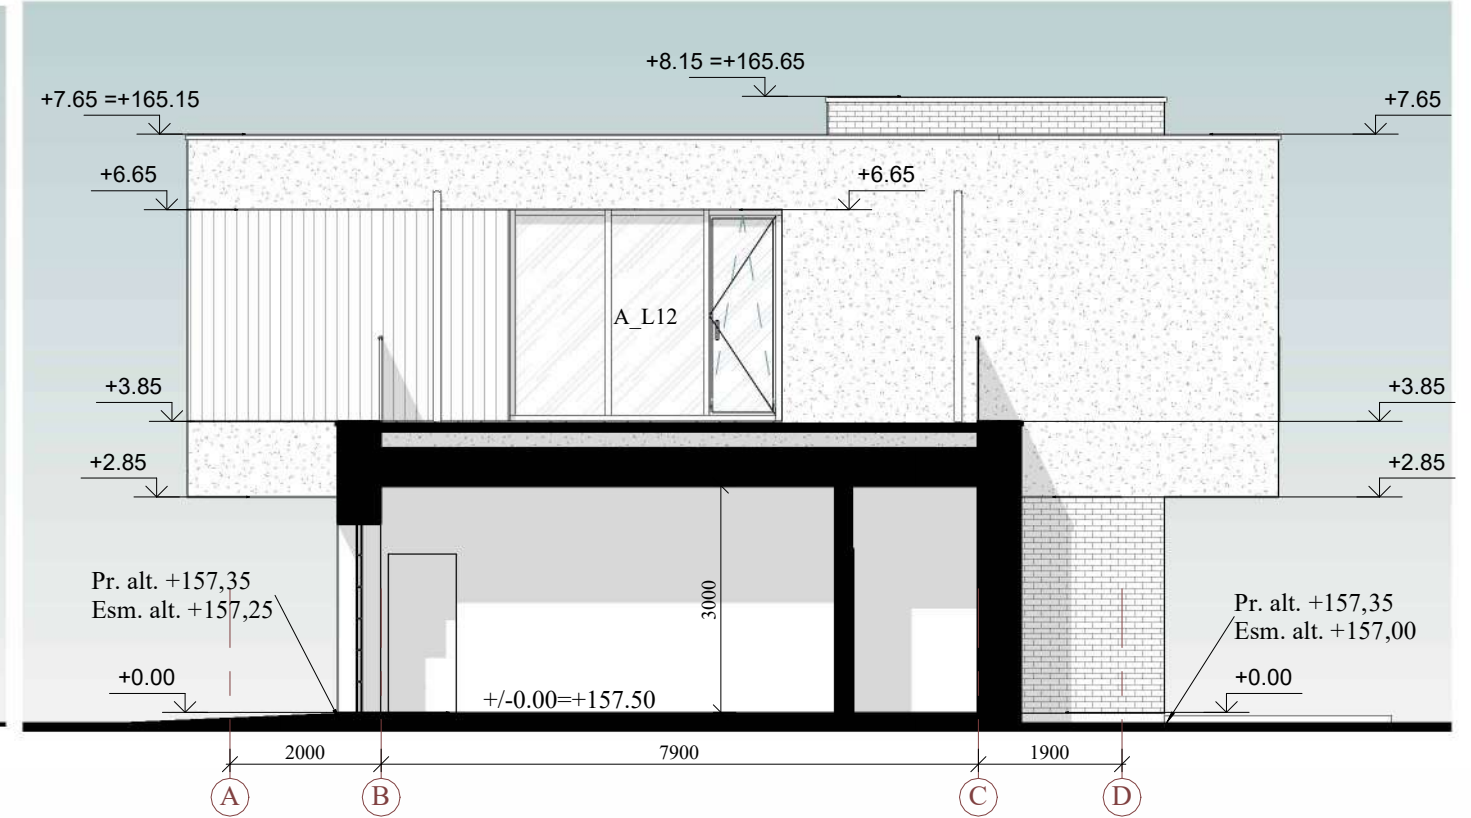 +8.15 =+165.65
+7.65 =+165.15
+7.65
+6.65
+6.65
A_L12
+3.85
+3.85
+2.85
+2.85
Pr. alt. +157,35
Esm. alt. +157,25
3000
Pr. alt. +157,35
Esm. alt. +157,00
+0.00
+/-0.00=+157.50
+0.00
2000
7900
1900
A
B
C
D